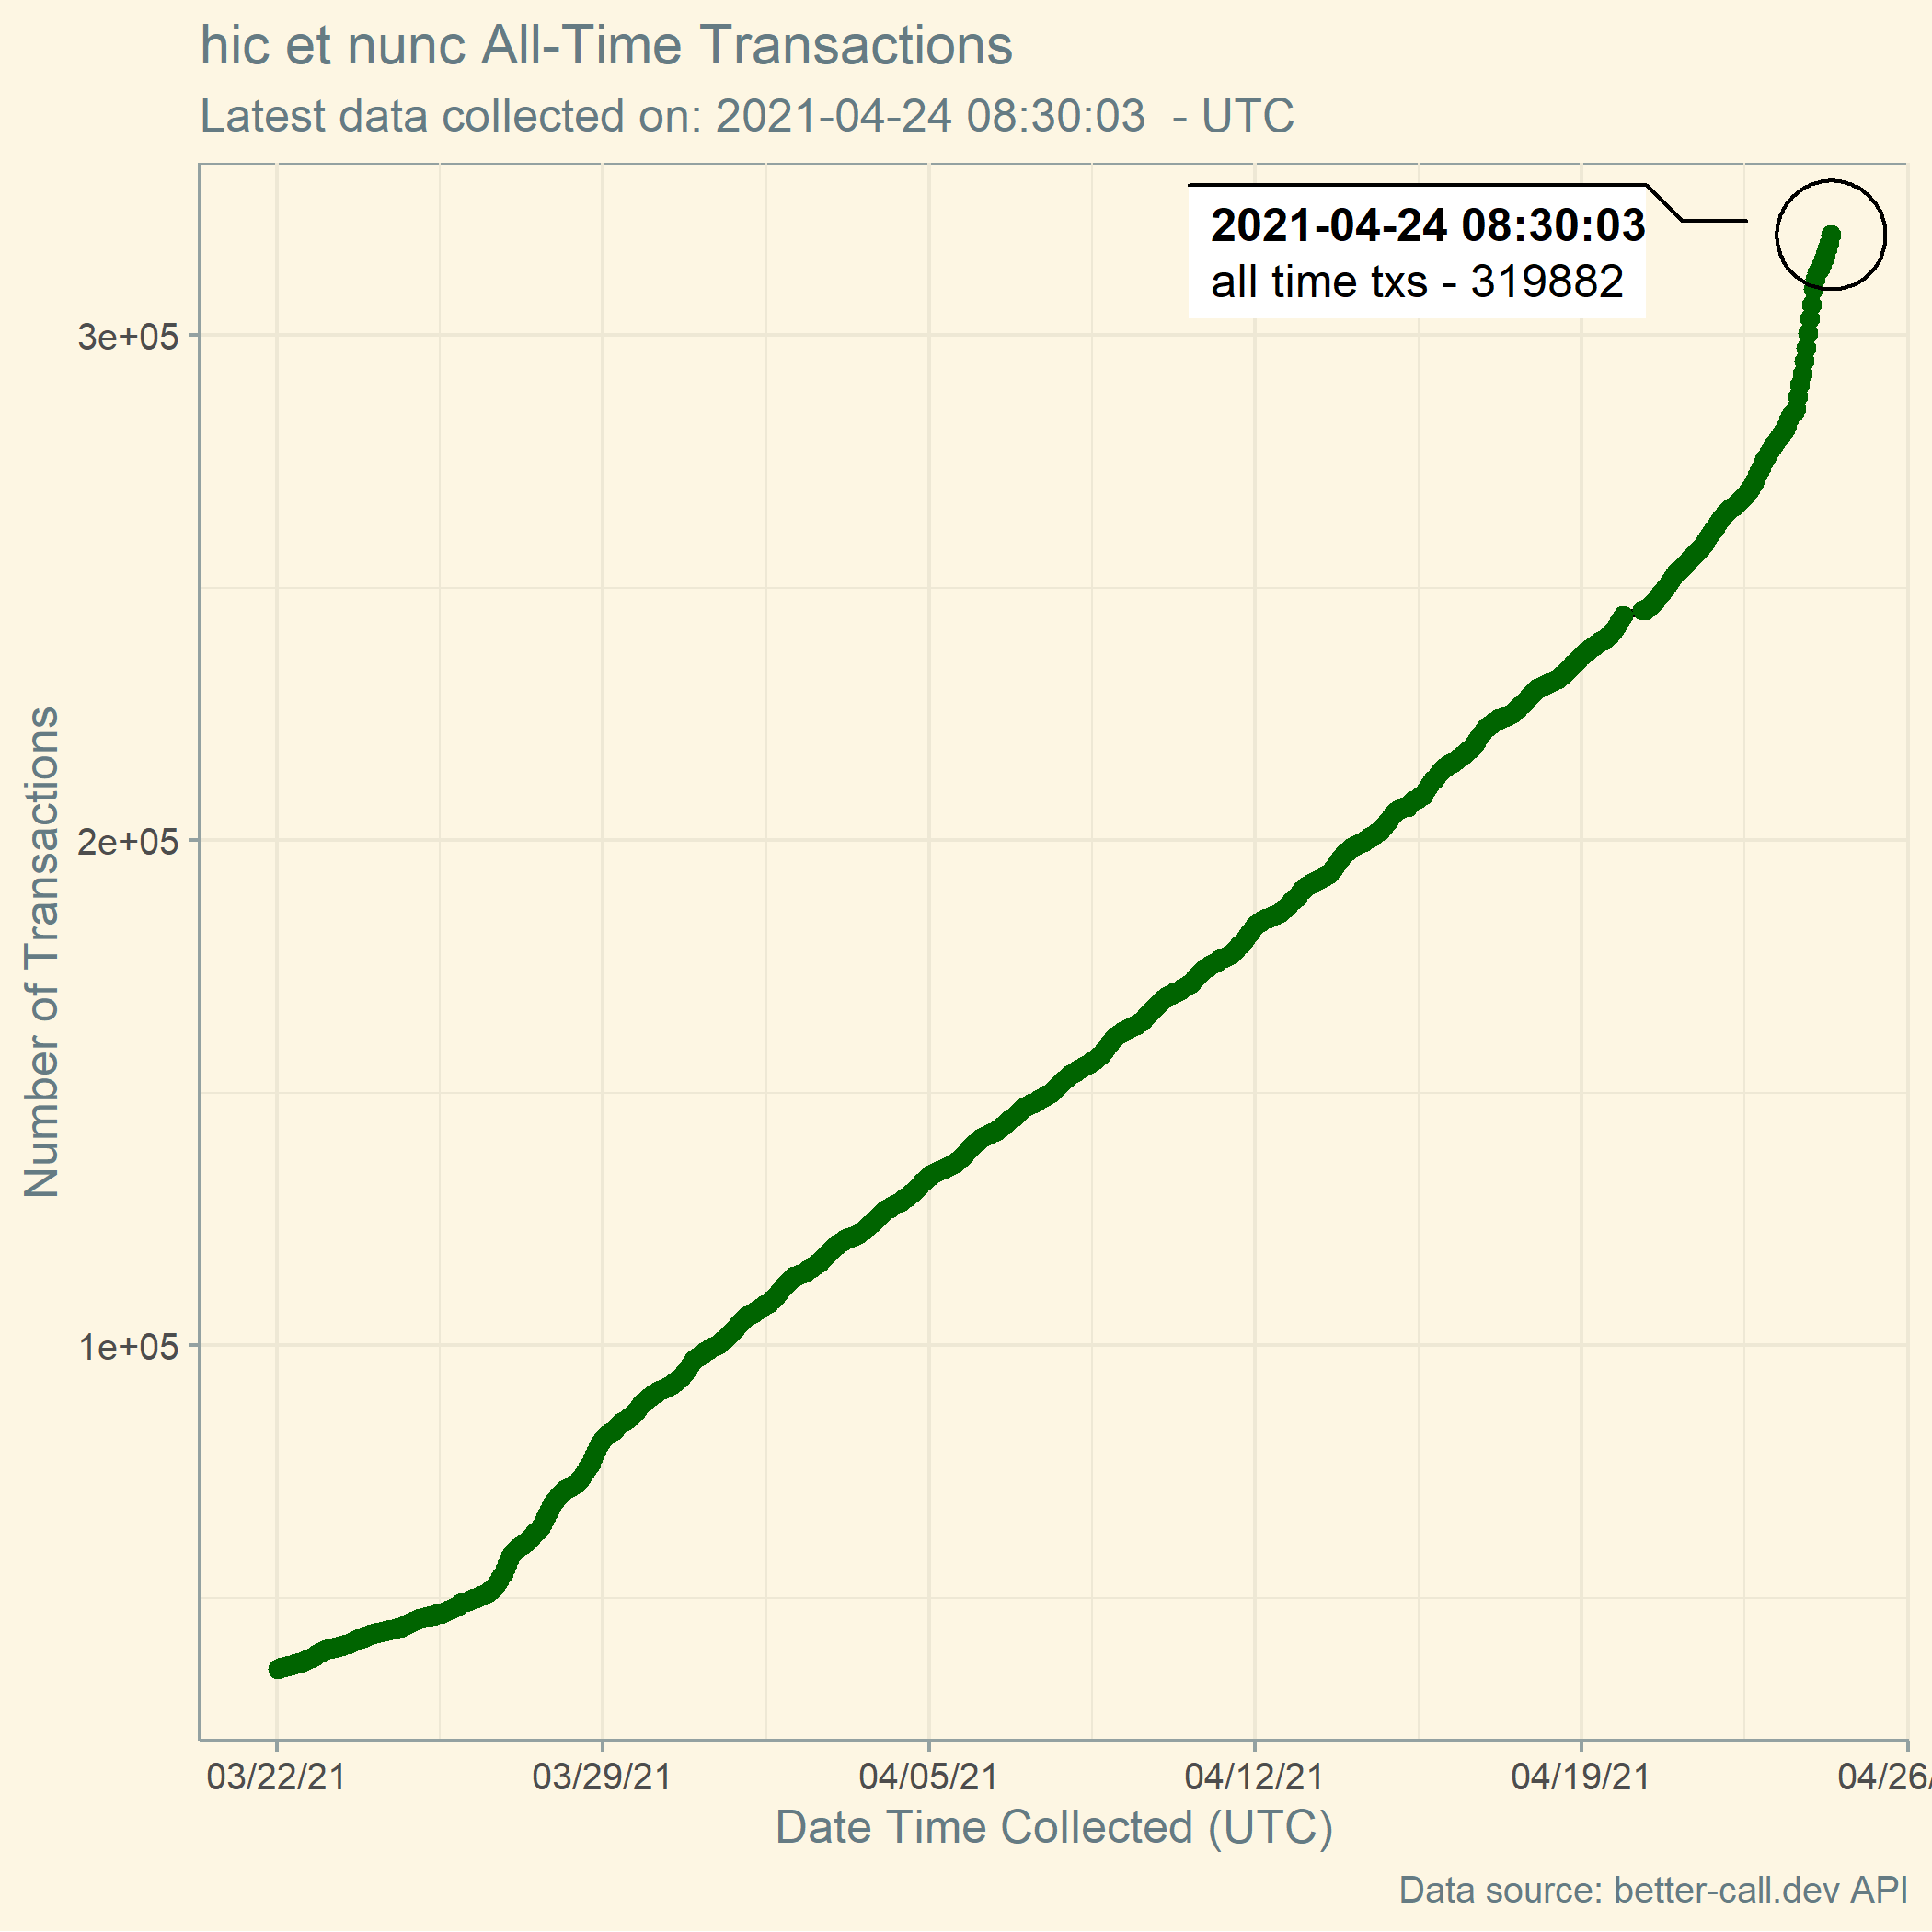 hic et nunc All-Time Transactions
Latest data collected on: 2021-04-24 08:30:03 - UTC
2021-04-24 08:30:03
all time txs - 319882
3e+05
2e+05
1e+05
Number of Transactions
03/22/21 03/29/21 04/05/21 04/12/21 04/19/21 04/26/
Date Time Collected (UTC)
Data source: better-call.dev API